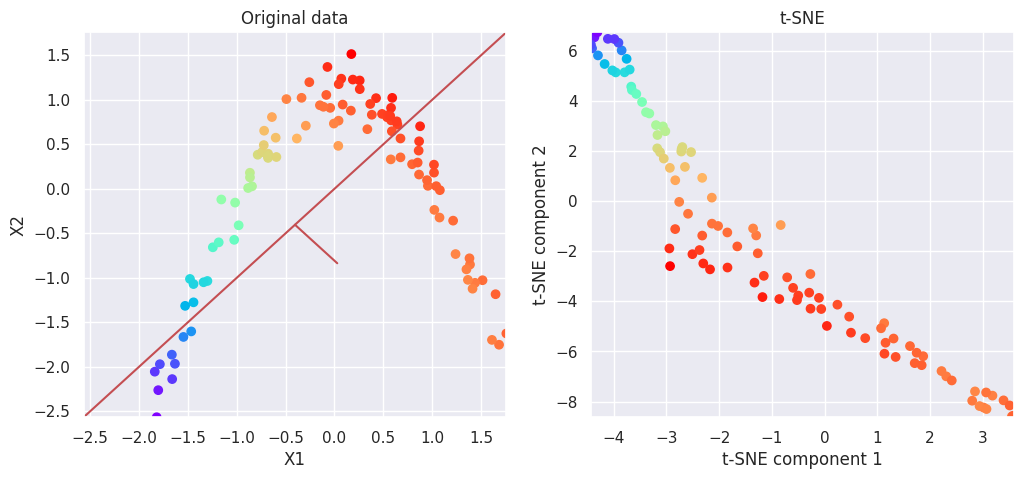 Original data
1.5
1.0
0.5
0.0
−0.5
−1.0
−1.5
−2.0
−2.5
X2
−2.5 −2.0 −1.5 −1.0 −0.5 0.0 0.5 1.0 1.5
X1
t-SNE
6
4
2
0
−2
−4
−6
−8
t-SNE component 2
−4 −3 −2 −1 0 1 2 3
t-SNE component 1